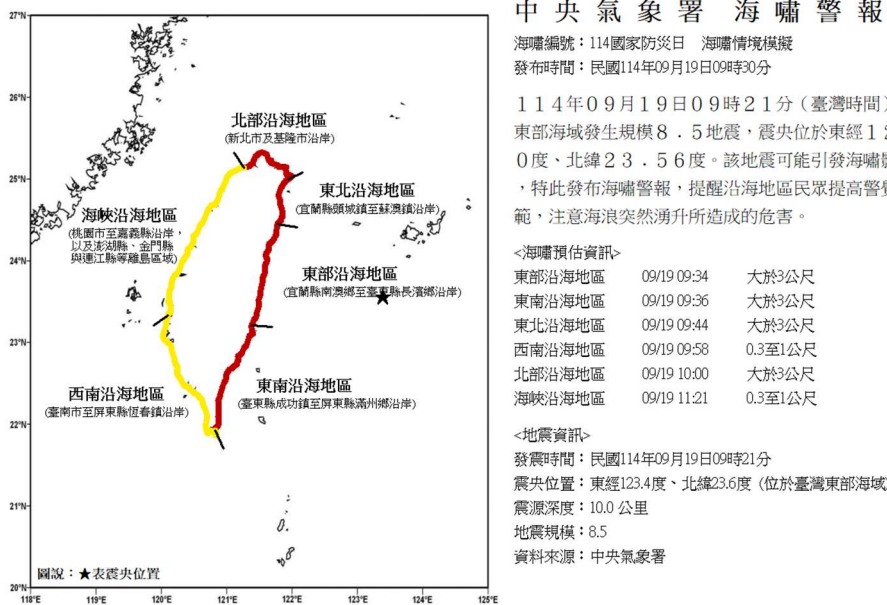 中央氣象署 海嘯警報
海嘯編號：114國家防災日 海嘯情境模擬
發布時間：民國114年09月19日09時30分
114年09月19日09時21分（臺灣時間）
東部海域發生規模8．5地震，震央位於東經12
0度、北緯23．56度。該地震可能引發海嘯
，特此發布海嘯警報，提醒沿海地區民眾提高警
範，注意海浪突然湧升所造成的危害。
<海嘯預估資訊>
東部沿海地區 09/19 09:34 大於3公尺
東南沿海地區 09/19 09:36 大於3公尺
東北沿海地區 09/19 09:44 大於3公尺
西南沿海地區 09/19 09:58 0.3至1公尺
北部沿海地區 09/19 10:00 大於3公尺
海峽沿海地區 09/19 11:21 0.3至1公尺
<地震資訊>
發震時間：民國114年09月19日09時21分
震央位置：東經123.4度、北緯23.6度 (位於臺灣東部海域
震源深度：10.0 公里
地震規模：8.5
資料來源：中央氣象署
27°N
26°N
25°N
24°N
23°N
22°N
21°N
20°N
北部沿海地區
(新北市及基隆市沿岸)
東北沿海地區
(宜蘭縣頭城鎮至蘇澳鎮沿岸)
海峽沿海地區
(桃園市至嘉義縣沿岸，
以及澎湖縣、金門縣
與連江縣等離島區域)
東部沿海地區
(宜蘭縣南澳鄉至臺東縣長濱鄉沿岸)
西南沿海地區
(臺南市至屏東縣恆春鎮沿岸)
東南沿海地區
(臺東縣成功鎮至屏東縣滿州鄉沿岸)
圖說：★表震央位置
118°E 119°E 120°E 121°E 122°E 123°E 124°E 125°E